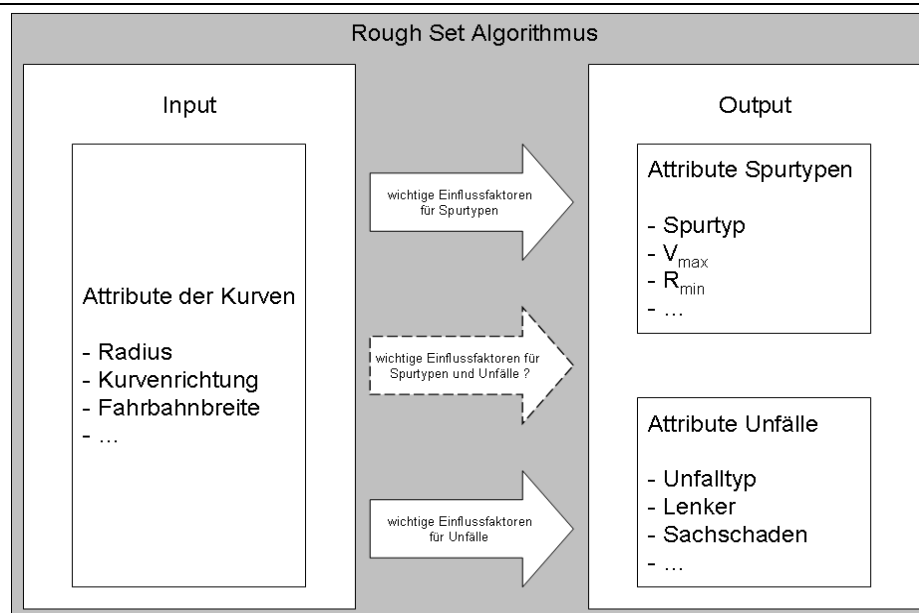 Rough Set Algorithmus
Input
Attribute der Kurven
- Radius
- Kurvenrichtung
- Fahrbahnbreite
- ...
wichtige Einflussfaktoren
für Spurtypen
wichtige Einflussfaktoren für
Spurtypen und Unfälle ?
wichtige Einflussfaktoren
für Unfälle
Output
Attribute Spurtypen
- Spurtyp
- Vmax
- Rmin
- ...
Attribute Unfälle
- Unfalltyp
- Lenker
- Sachschaden
- ...